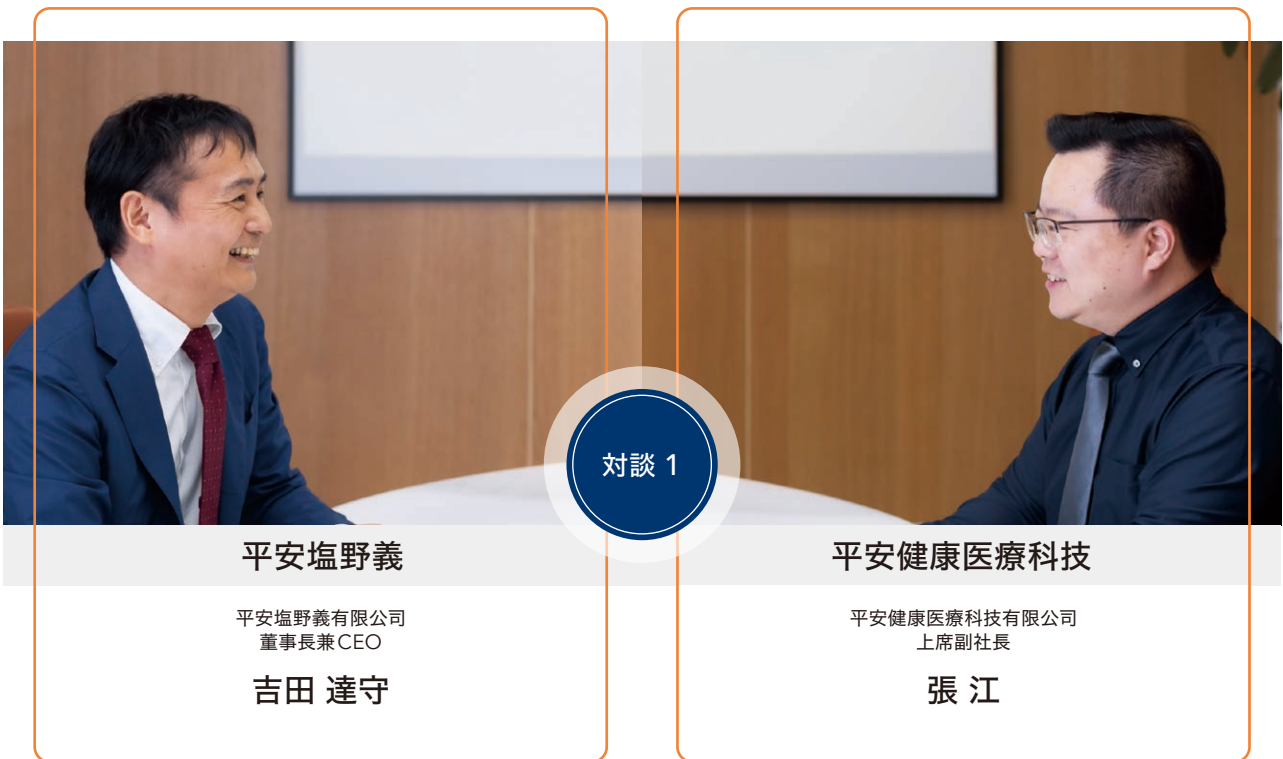 対談 1
平安塩野義
平安塩野義有限公司
董事長兼CEO
吉田 達守
平安健康医療科技
平安健康医療科技有限公司
上席副社長
張 江